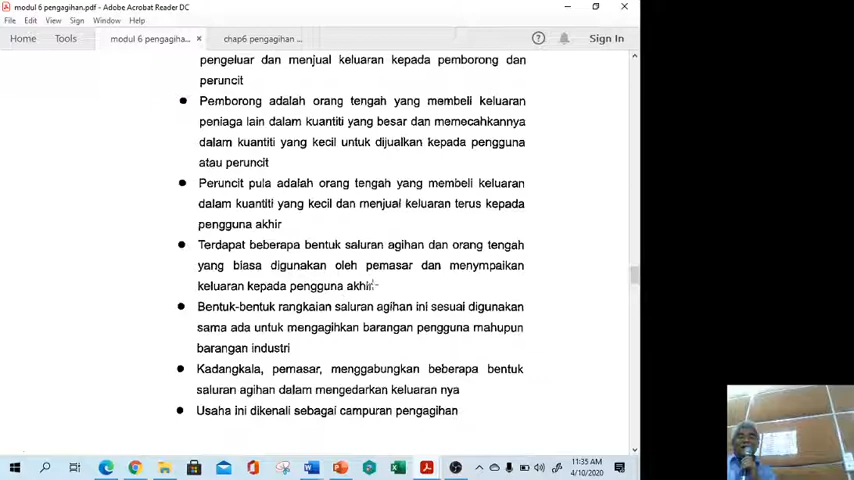 modul 6 pengagihan.pdf - Adobe Acrobat Reader DC
File Edit View Sign Window Help
Home Tools modul 6 pengagiha... × chap6 pengagihan ... Sign In
pengeluar dan menjual keluaran kepada pemborong dan
peruncit
● Pemborong adalah orang tengah yang membeli keluaran
peniaga lain dalam kuantiti yang besar dan memecahkannya
dalam kuantiti yang kecil untuk dijualkan kepada pengguna
atau peruncit
● Peruncit pula adalah orang tengah yang membeli keluaran
dalam kuantiti yang kecil dan menjual keluaran terus kepada
pengguna akhir
● Terdapat beberapa bentuk saluran agihan dan orang tengah
yang biasa digunakan oleh pemasar dan menympaikan
keluaran kepada pengguna akhir
● Bentuk-bentuk rangkaian saluran agihan ini sesuai digunakan
sama ada untuk mengagihkan barangan pengguna mahupun
barangan industri
● Kadangkala, pemasar, menggabungkan beberapa bentuk
saluran agihan dalam mengedarkan keluaran nya
● Usaha ini dikenali sebagai campuran pengagihan
11:35 AM
4/10/2020